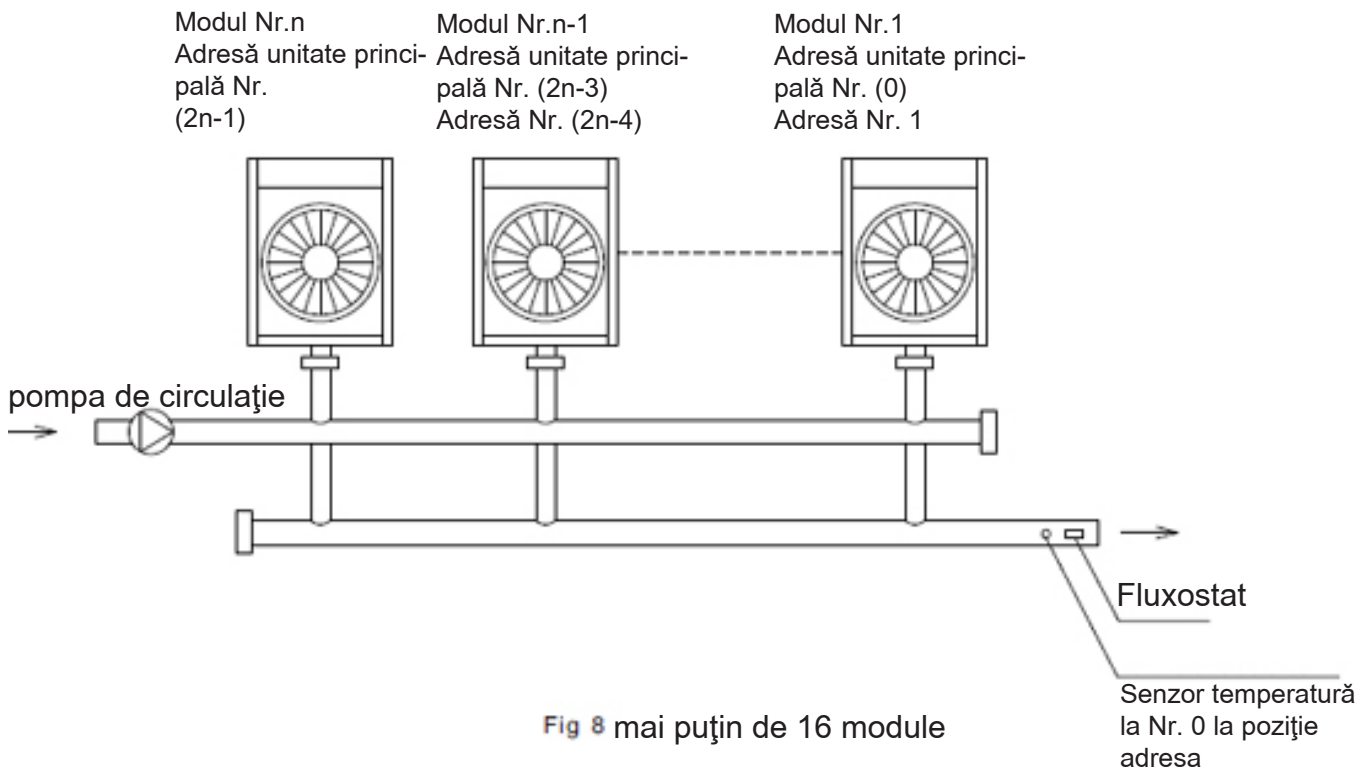 Modul Nr.n
Adresă unitate princi-
pală Nr.
(2n-1)
Modul Nr.n-1
Adresă unitate princi-
pală Nr. (2n-3)
Adresă Nr. (2n-4)
Modul Nr.1
Adresă unitate princi-
pală Nr. (0)
Adresă Nr. 1
pompa de circulaţie
Fluxostat
Senzor temperatură
la Nr. 0 la poziţie
adresa
Fig 8 mai puţin de 16 module